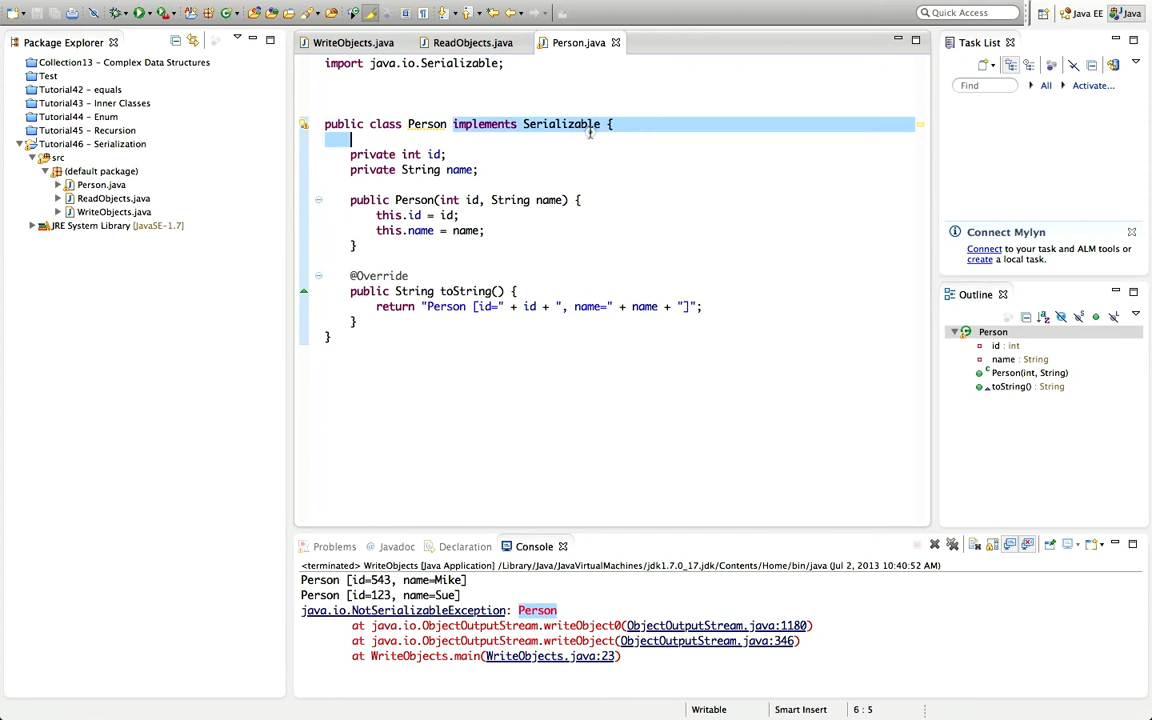 Quick Access
Java EE
Java
Package Explorer
WriteObjects.java
ReadObjects.java
Person.java
Task List
Collection13 - Complex Data Structures
Test
Tutorial42 - equals
Tutorial43 - Inner Classes
Tutorial44 - Enum
Tutorial45 - Recursion
Tutorial46 - Serialization
src
(default package)
Person.java
ReadObjects.java
WriteObjects.java
JRE System Library [JavaSE-1.7]
import java.io.Serializable;
public class Person implements Serializable {
private int id;
private String name;
public Person(int id, String name) {
this.id = id;
this.name = name;
}
@Override
public String toString() {
return "Person [id=" + id + ", name=" + name + "]";
}
}
Find
All
Activate...
Connect Mylyn
Connect to your task and ALM tools or
create a local task.
Outline
Person
id : int
name : String
Person(int, String)
toString() : String
Problems
Javadoc
Declaration
Console
<terminated> WriteObjects [Java Application] /Library/Java/JavaVirtualMachines/jdk1.7.0_17.jdk/Contents/Home/bin/java (Jul 2, 2013 10:40:52 AM)
Person [id=543, name=Mike]
Person [id=123, name=Sue]
java.io.NotSerializableException: Person
at java.io.ObjectOutputStream.writeObject0(ObjectOutputStream.java:1180)
at java.io.ObjectOutputStream.writeObject(ObjectOutputStream.java:346)
at WriteObjects.main(WriteObjects.java:23)
Writable
Smart Insert
6 : 5